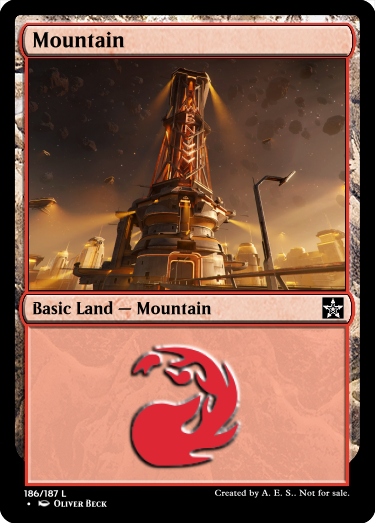 Mountain
Basic Land — Mountain
186/187 L
Created by A. E. S.. Not for sale.
• Oliver Beck